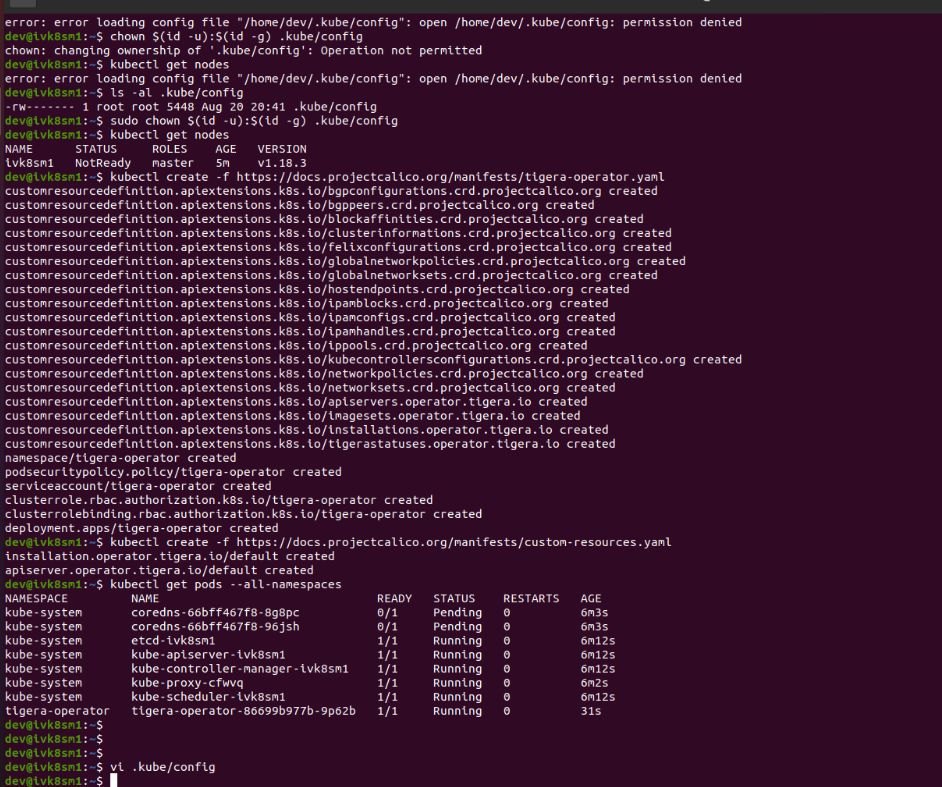 error: error loading config file "/home/dev/.kube/config": open /home/dev/.kube/config: permission denied
dev@ivk8sm1:~$ chown $(id -u):$(id -g) .kube/config
chown: changing ownership of '.kube/config': Operation not permitted
dev@ivk8sm1:~$ kubectl get nodes
error: error loading config file "/home/dev/.kube/config": open /home/dev/.kube/config: permission denied
dev@ivk8sm1:~$ ls -al .kube/config
-rw------- 1 root root 5448 Aug 20 20:41 .kube/config
dev@ivk8sm1:~$ sudo chown $(id -u):$(id -g) .kube/config
dev@ivk8sm1:~$ kubectl get nodes
NAME      STATUS     ROLES    AGE   VERSION
ivk8sm1   NotReady   master   5m    v1.18.3
dev@ivk8sm1:~$ kubectl create -f https://docs.projectcalico.org/manifests/tigera-operator.yaml
customresourcedefinition.apiextensions.k8s.io/bgpconfigurations.crd.projectcalico.org created
customresourcedefinition.apiextensions.k8s.io/bgppeers.crd.projectcalico.org created
customresourcedefinition.apiextensions.k8s.io/blockaffinities.crd.projectcalico.org created
customresourcedefinition.apiextensions.k8s.io/clusterinformations.crd.projectcalico.org created
customresourcedefinition.apiextensions.k8s.io/felixconfigurations.crd.projectcalico.org created
customresourcedefinition.apiextensions.k8s.io/globalnetworkpolicies.crd.projectcalico.org created
customresourcedefinition.apiextensions.k8s.io/globalnetworksets.crd.projectcalico.org created
customresourcedefinition.apiextensions.k8s.io/hostendpoints.crd.projectcalico.org created
customresourcedefinition.apiextensions.k8s.io/ipamblocks.crd.projectcalico.org created
customresourcedefinition.apiextensions.k8s.io/ipamconfigs.crd.projectcalico.org created
customresourcedefinition.apiextensions.k8s.io/ipamhandles.crd.projectcalico.org created
customresourcedefinition.apiextensions.k8s.io/ippools.crd.projectcalico.org created
customresourcedefinition.apiextensions.k8s.io/kubecontrollersconfigurations.crd.projectcalico.org created
customresourcedefinition.apiextensions.k8s.io/networkpolicies.crd.projectcalico.org created
customresourcedefinition.apiextensions.k8s.io/networksets.crd.projectcalico.org created
customresourcedefinition.apiextensions.k8s.io/apiservers.operator.tigera.io created
customresourcedefinition.apiextensions.k8s.io/imagesets.operator.tigera.io created
customresourcedefinition.apiextensions.k8s.io/installations.operator.tigera.io created
customresourcedefinition.apiextensions.k8s.io/tigerastatuses.operator.tigera.io created
namespace/tigera-operator created
podsecuritypolicy.policy/tigera-operator created
serviceaccount/tigera-operator created
clusterrole.rbac.authorization.k8s.io/tigera-operator created
clusterrolebinding.rbac.authorization.k8s.io/tigera-operator created
deployment.apps/tigera-operator created
dev@ivk8sm1:~$ kubectl create -f https://docs.projectcalico.org/manifests/custom-resources.yaml
installation.operator.tigera.io/default created
apiserver.operator.tigera.io/default created
dev@ivk8sm1:~$ kubectl get pods --all-namespaces
NAMESPACE         NAME                               READY   STATUS    RESTARTS   AGE
kube-system       coredns-66bff467f8-8g8pc           0/1     Pending   0          6m3s
kube-system       coredns-66bff467f8-96jsh           0/1     Pending   0          6m3s
kube-system       etcd-ivk8sm1                       1/1     Running   0          6m12s
kube-system       kube-apiserver-ivk8sm1             1/1     Running   0          6m12s
kube-system       kube-controller-manager-ivk8sm1    1/1     Running   0          6m12s
kube-system       kube-proxy-cfwvq                   1/1     Running   0          6m2s
kube-system       kube-scheduler-ivk8sm1             1/1     Running   0          6m12s
tigera-operator   tigera-operator-86699b977b-9p62b   1/1     Running   0          31s
dev@ivk8sm1:~$
dev@ivk8sm1:~$
dev@ivk8sm1:~$
dev@ivk8sm1:~$ vi .kube/config
dev@ivk8sm1:~$